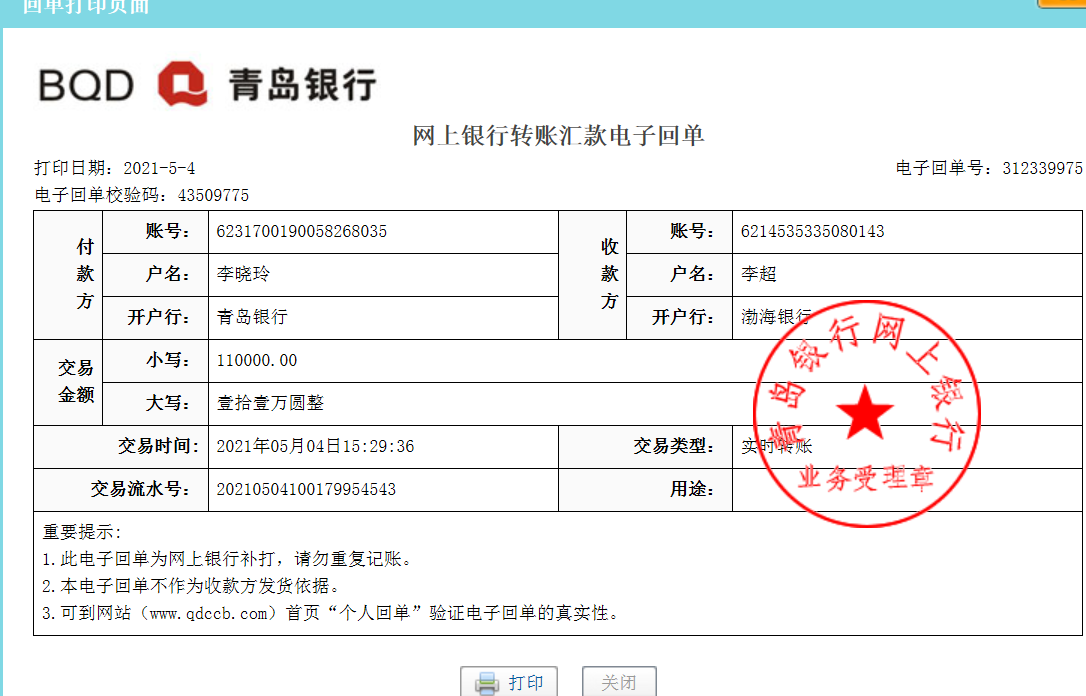 回单打印页面
BQD 青岛银行
网上银行转账汇款电子回单
打印日期: 2021-5-4 电子回单号: 312339975
电子回单校验码: 43509775
付款方 账号: 6231700190058268035 收款方 账号: 6214535335080143
户名: 李晓玲 户名: 李超
开户行: 青岛银行 开户行: 渤海银行
交易金额 小写: 110000.00
大写: 壹拾壹万圆整
交易时间: 2021年05月04日15:29:36 交易类型: 实时转账
交易流水号: 20210504100179954543 用途:
青岛银行网上银行
业务受理章
重要提示:
1.此电子回单为网上银行补打，请勿重复记账。
2.本电子回单不作为收款方发货依据。
3.可到网站（www.qdccb.com）首页“个人回单”验证电子回单的真实性。
打印 关闭